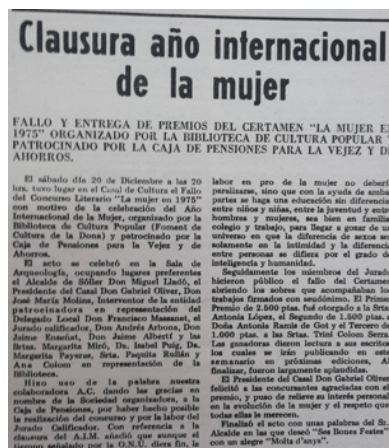 Clausura año internacional
de la mujer
FALLO Y ENTREGA DE PREMIOS DEL CERTAMEN "LA MUJER E
1975" ORGANIZADO POR LA BIBLIOTECA DE CULTURA POPULAR Y
PATROCINADO POR LA CAJA DE PENSIONES PARA LA VEJEZ Y D
AHORROS.
El sábado día 20 de Diciembre a las 20
hrs. tuvo lugar en el Casal de Cultura el Fallo
del Concurso Literario "La mujer en 1975"
con motivo de la celebración del Año
Internacional de la Mujer, organizado por la
Biblioteca de Cultura Popular (Foment de
Cultura de la Dona) y patrocinado por la
Caja de Pensiones para la Vejez y de
Ahorros.
El acto se celebró en la Sala de
Arqueología, ocupando lugares preferentes
el Alcalde de Sóller Don Miguel Lladó, el
Presidente del Casal Don Gabriel Oliver, Don
José María Molina, Interventor de la entidad
patrocinadora en representación del
Delegado Local Don Francisco Massanet, el
Jurado calificador, Don Andrés Arbona, Don
Jaime Enseñat, Don Jaime Albertí y las
Srtas. Margarita Miró, Da. Isabel Puig, Da.
Margarita Payeras, Srta. Paquita Rullán y
Ana Colom en representación de la
Biblioteca.
Hizo uso de la palabra nuestra
colaboradora A.C. dando las gracias en
nombre de la Sociedad organizadora, a la
Caja de Pensiones, por haber hecho posible
la realización del concurso y por la labor del
Jurado Calificador. Con referencia a la
clausura del A.I.M. añadió que aunque el
tiempo señalado por la O.N.U. diera fin, la
labor en pro de la mujer no deberí
paralizarse, sino que con la ayuda de amba
partes se haga una educación sin diferencia
entre niños y niñas, entre la juventud y entr
hombres y mujeres, sea bien en familia
colegio y trabajo, para llegar a gozar de u
universo en que la diferencia de sexos se
solamente en la intimidad y la diferencia
entre personas se difiera por el grado de
inteligencia y humanidad.
Seguidamente los miembros del Jurado
hicieron público el fallo del Certamen
abriendo los sobres que acompañaban los
trabajos firmados con seudónimo. El Primer
Premio de 2.500 ptas. fué otorgado a la Srta
Antonia López, el Segundo de 1.500 ptas. a
Doña Antonia Ramis de Got y el Tercero de
1.000 ptas. a las Srtas. Trini Colom Serra.
Las ganadoras dieron lectura a sus escritos
los cuales se irán publicando en este
semanario en próximas ediciones, Al
finalizar, fueron largamente aplaudidas.
El Presidente del Casal Don Gabriel Oliver
felicitó a las concursantes agraciadas con el
premio, y puso de relieve su interés personal
en la evolución de la mujer y el respeto que
todas ellas le merecen.
Finalizó el acto con unas palabras del Sr.
Alcalde en las que deseó "Ses Bones Festes"
con un alegre "Molts d'anys".